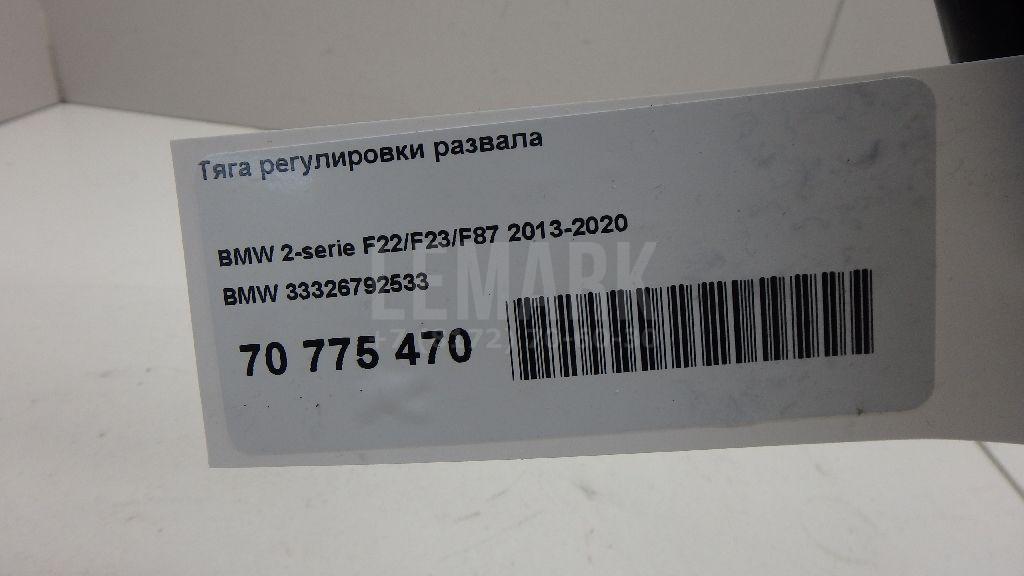 Тяга регулировки развала
BMW 2-serie F22/F23/F87 2013-2020
BMW 33326792533
70 775 470
LEMARK